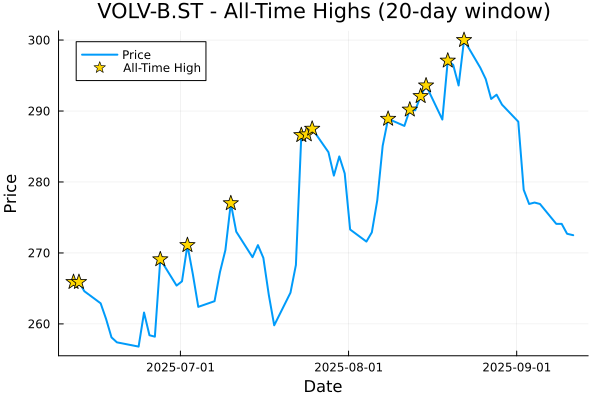 VOLV-B.ST - All-Time Highs (20-day window)
300
Price
All-Time High
290
280
Price
270
260
2025-07-01 2025-08-01 2025-09-01
Date